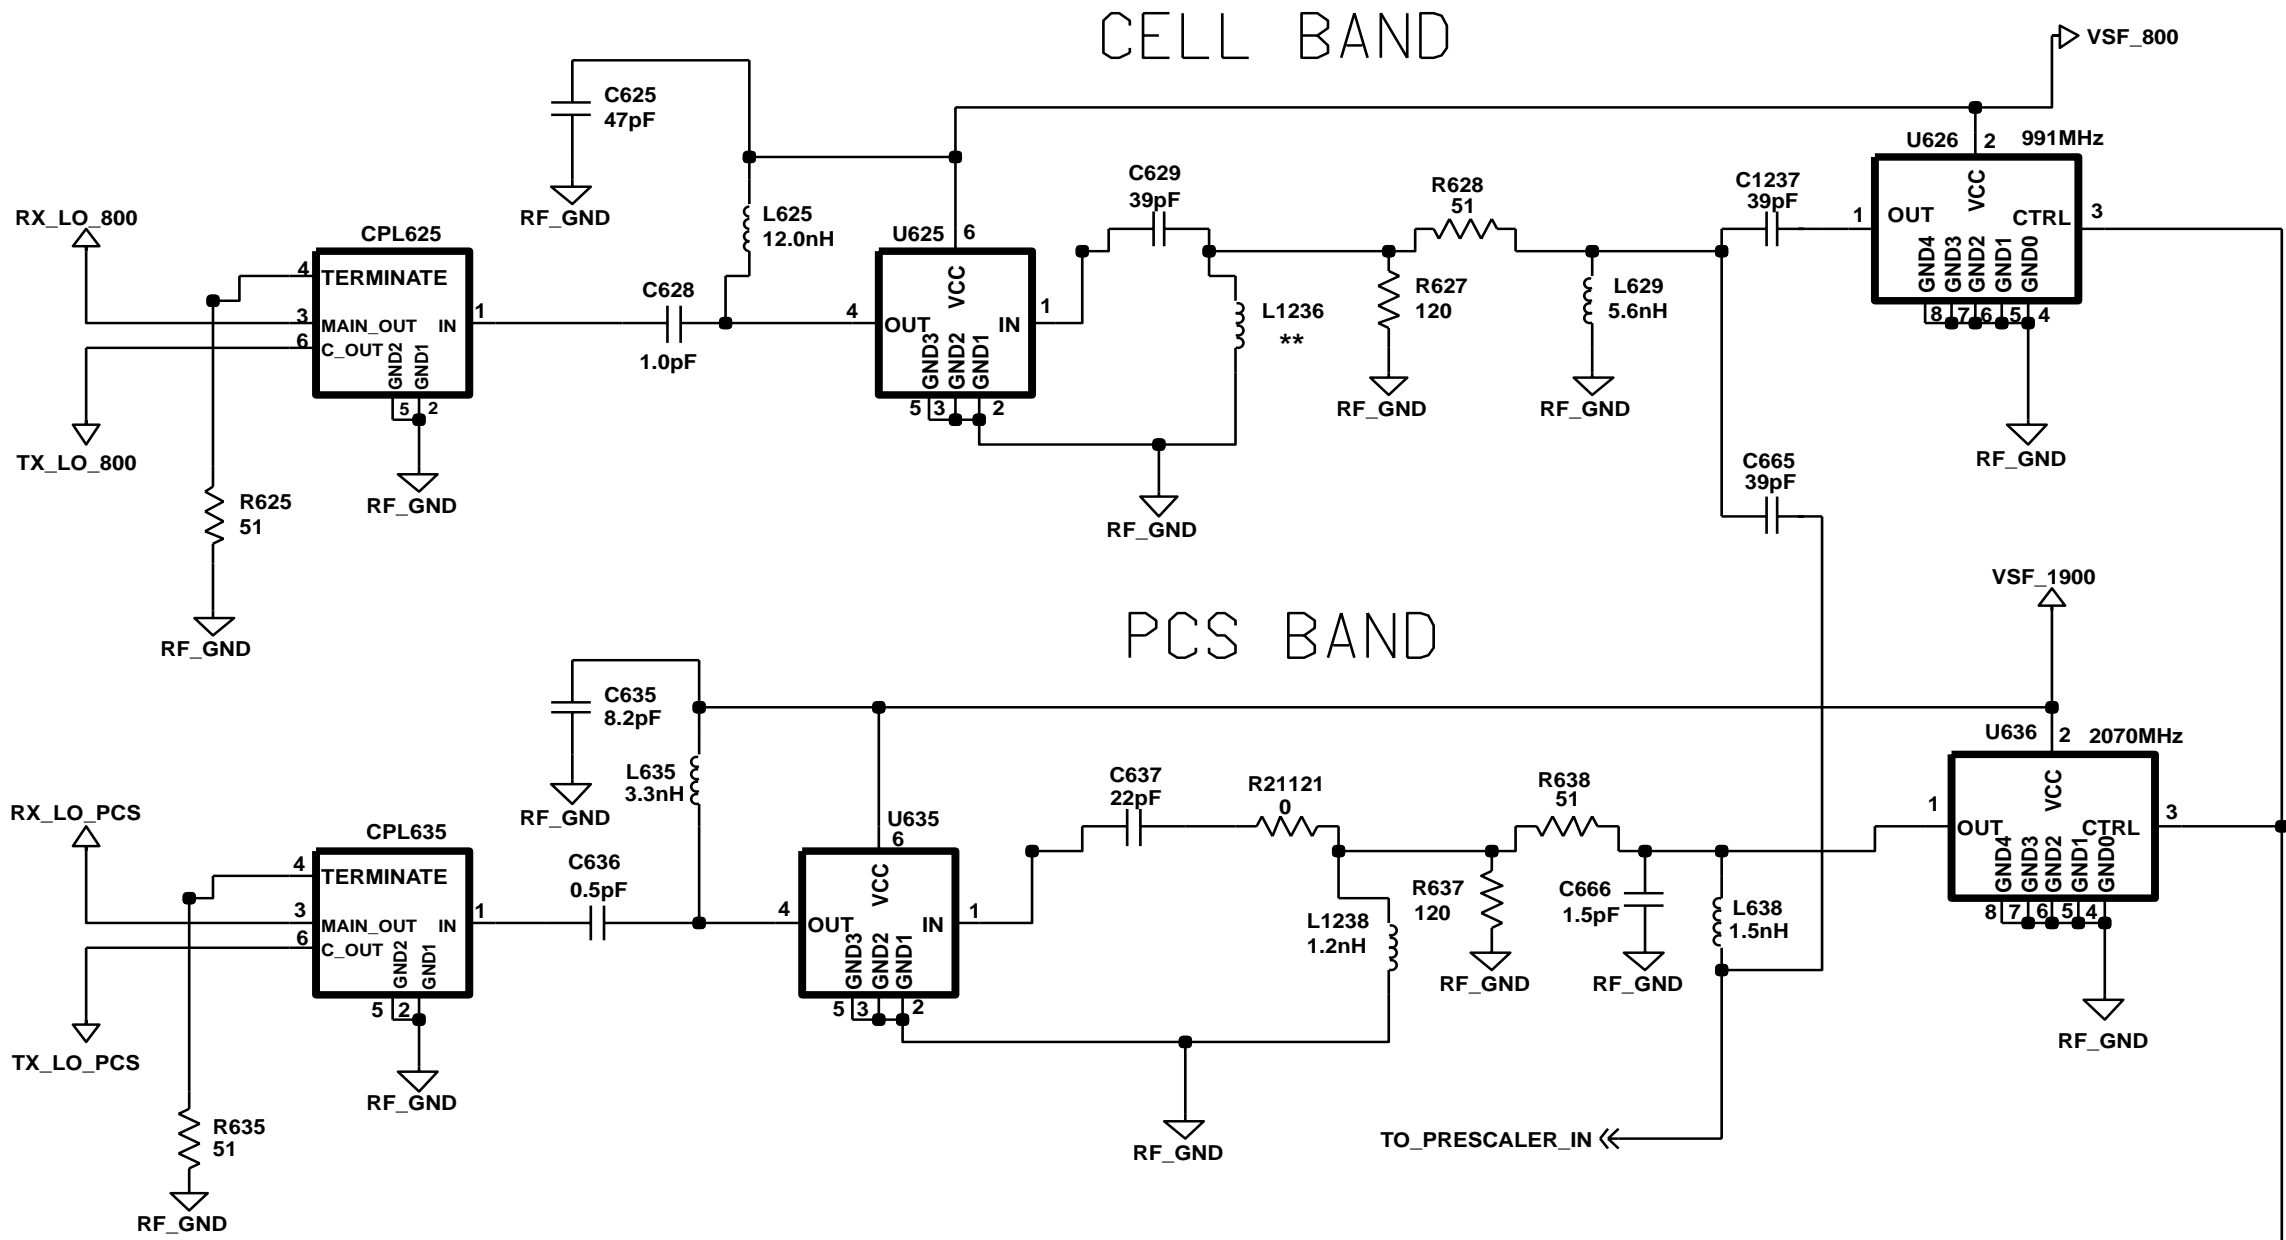 CELL BAND
VSF_800
C625
47pF
RF_GND
L625
12.0nH
RX_LO_800
TX_LO_800
CPL625
4
TERMINATE
3
MAIN_OUT
IN
1
6
C_OUT
GND2
GND1
5
2
RF_GND
R625
51
RF_GND
C628
1.0pF
U625
6
VCC
4
OUT
IN
1
GND3
GND2
GND1
5
3
2
RF_GND
C629
39pF
L1236
**
R628
51
R627
120
RF_GND
L629
5.6nH
RF_GND
C1237
39pF
C665
39pF
U626
2
991MHz
VCC
1
OUT
CTRL
3
GND4
GND3
GND2
GND1
GND0
8
7
6
5
4
RF_GND
PCS BAND
VSF_1900
C635
8.2pF
RF_GND
L635
3.3nH
RX_LO_PCS
TX_LO_PCS
CPL635
4
TERMINATE
3
MAIN_OUT
IN
1
6
C_OUT
GND2
GND1
5
2
RF_GND
R635
51
RF_GND
C636
0.5pF
U635
6
VCC
4
OUT
IN
1
GND3
GND2
GND1
5
3
2
RF_GND
C637
22pF
R21121
0
L1238
1.2nH
R638
51
R637
120
RF_GND
C666
1.5pF
RF_GND
L638
1.5nH
U636
2
2070MHz
VCC
1
OUT
CTRL
3
GND4
GND3
GND2
GND1
GND0
8
7
6
5
4
RF_GND
TO_PRESCALER_IN